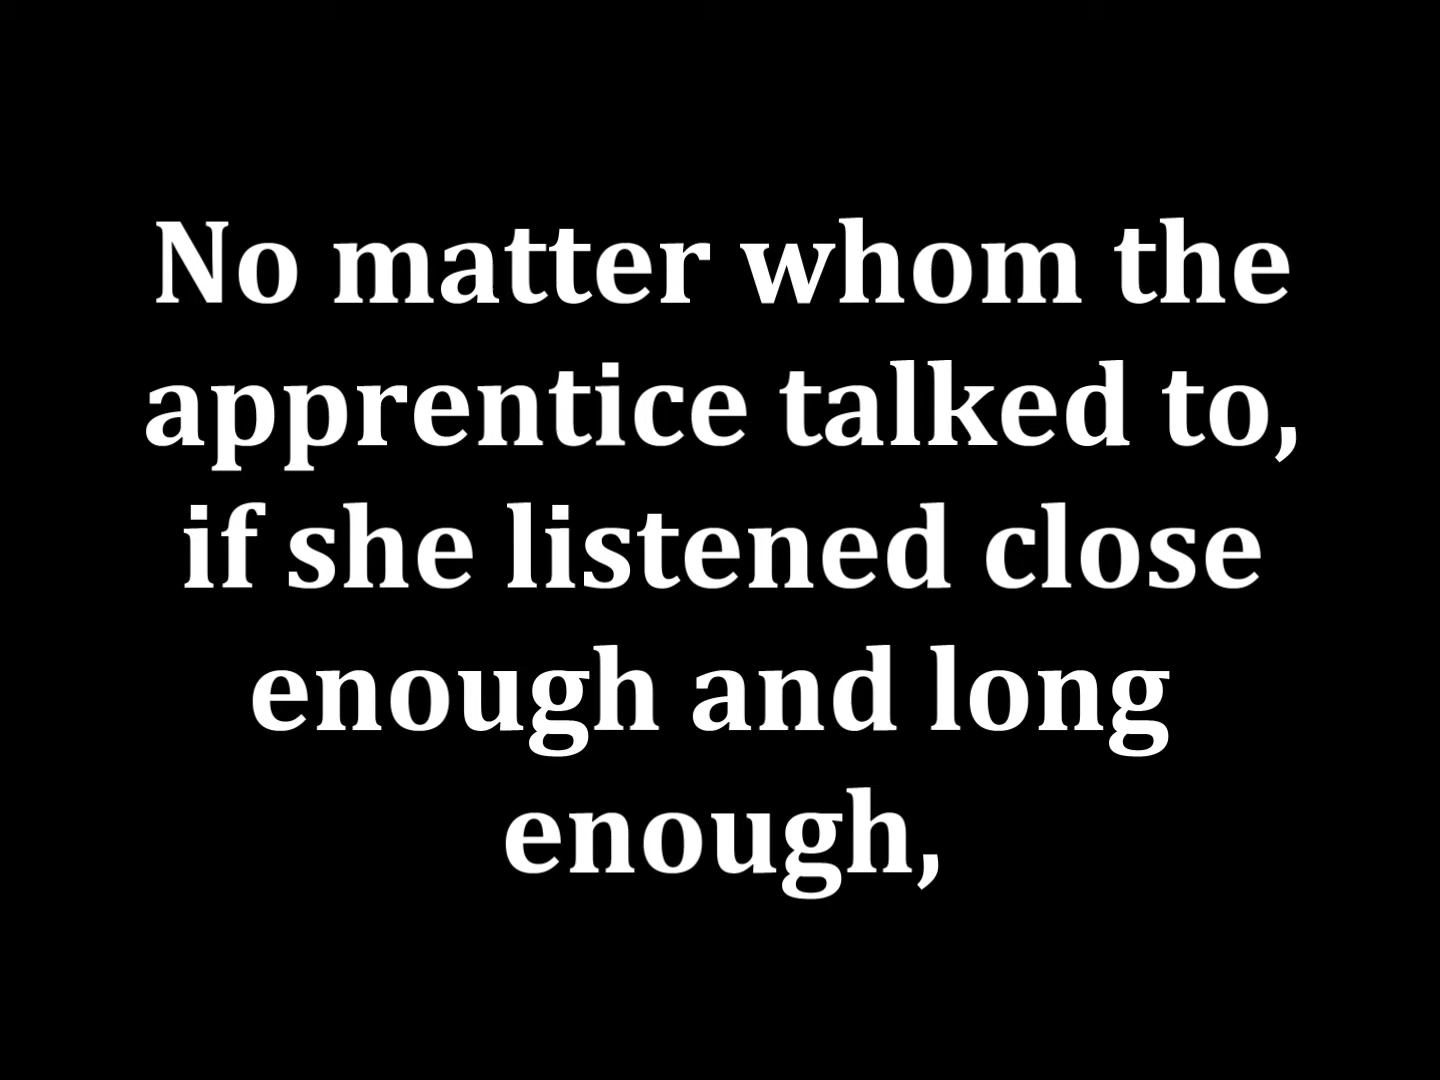 No matter whom the
apprentice talked to,
if she listened close
enough and long
enough,